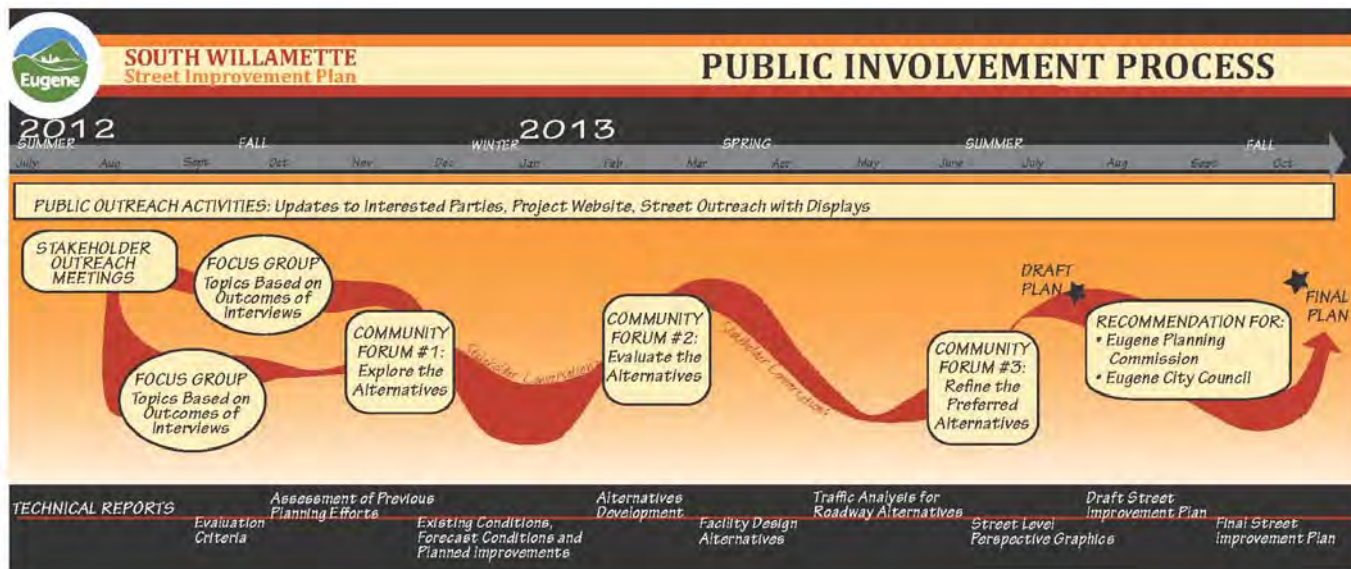 Eugene
SOUTH WILLAMETTE
Street Improvement Plan
PUBLIC INVOLVEMENT PROCESS
2012
2013
SUMMER
FALL
WINTER
SPRING
SUMMER
FALL
July Aug Sept Oct Nov Dec Jan Feb Mar Apr May June July Aug Sept Oct
PUBLIC OUTREACH ACTIVITIES: Updates to Interested Parties, Project Website, Street Outreach with Displays
STAKEHOLDER
OUTREACH
MEETINGS
FOCUS GROUP
Topics Based on
Outcomes of
Interviews
FOCUS GROUP
Topics Based on
Outcomes of
Interviews
COMMUNITY
FORUM #1:
Explore the
Alternatives
Stakeholder Conversations
COMMUNITY
FORUM #2:
Evaluate the
Alternatives
Stakeholder Conversations
COMMUNITY
FORUM #3:
Refine the
Preferred
Alternatives
DRAFT
PLAN
RECOMMENDATION FOR:
• Eugene Planning
Commission
• Eugene City Council
FINAL
PLAN
TECHNICAL REPORTS
Evaluation
Criteria
Assessment of Previous
Planning Efforts
Existing Conditions,
Forecast Conditions and
Planned Improvements
Alternatives
Development
Facility Design
Alternatives
Traffic Analysis for
Roadway Alternatives
Street Level
Perspective Graphics
Draft Street
Improvement Plan
Final Street
Improvement Plan